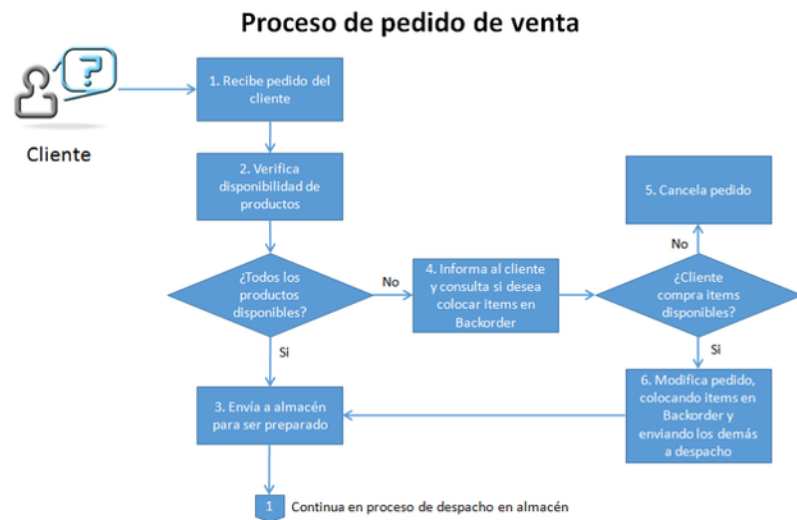 Proceso de pedido de venta
?
Cliente
1. Recibe pedido del
cliente
2. Verifica
disponibilidad de
productos
¿Todos los
productos
disponibles?
No
Si
3. Envía a almacén
para ser preparado
4. Informa al cliente
y consulta si desea
colocar items en
Backorder
¿Cliente
compra items
disponibles?
No
5. Cancela pedido
Si
6. Modifica pedido,
colocando items en
Backorder y
enviando los demás
a despacho
1
Continua en proceso de despacho en almacén